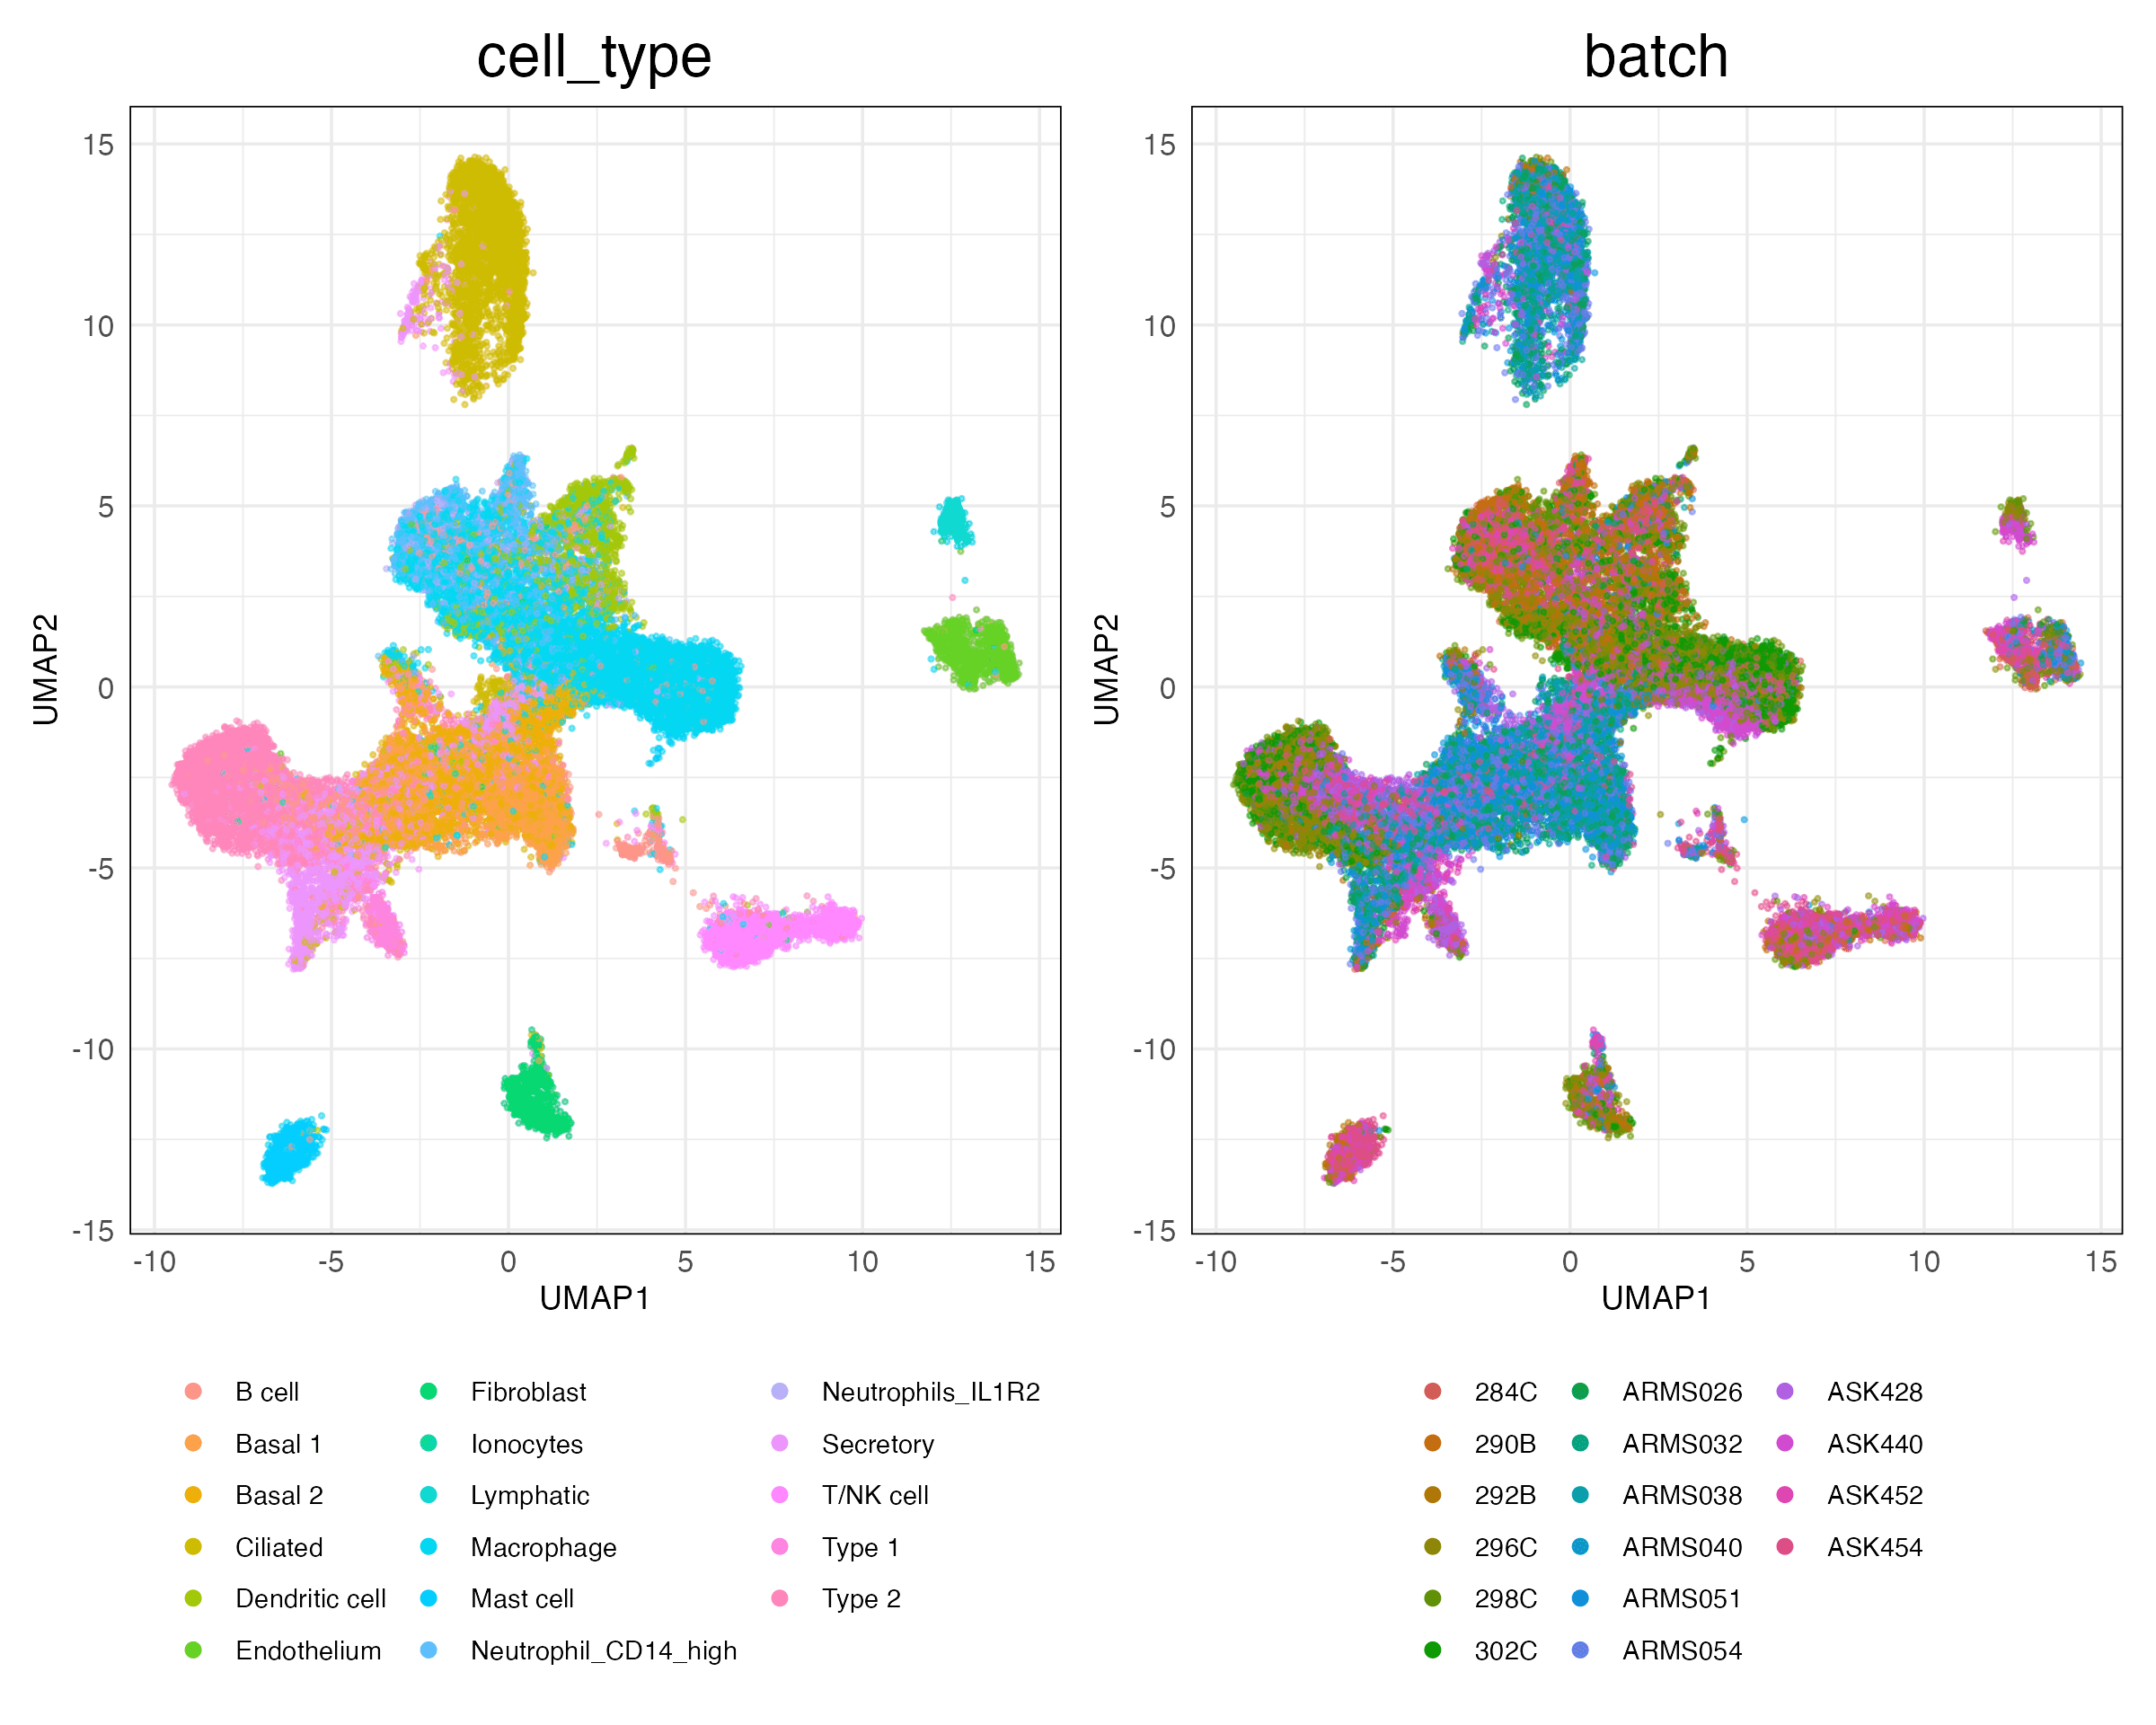 cell_type
15
10
5
0
-5
-10
-15
UMAP2
-10 -5 0 5 10 15
UMAP1
B cell
Basal 1
Basal 2
Ciliated
Dendritic cell
Endothelium
Fibroblast
Ionocytes
Lymphatic
Macrophage
Mast cell
Neutrophil_CD14_high
Neutrophils_IL1R2
Secretory
T/NK cell
Type 1
Type 2
batch
15
10
5
0
-5
-10
-15
UMAP2
-10 -5 0 5 10 15
UMAP1
284C
290B
292B
296C
298C
302C
ARMS026
ARMS032
ARMS038
ARMS040
ARMS051
ARMS054
ASK428
ASK440
ASK452
ASK454